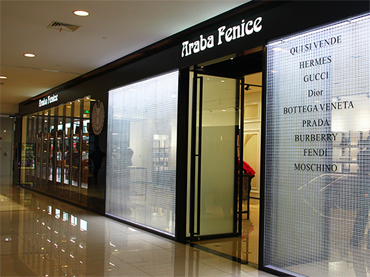 Araba Fenice
Araba Fenice
QUI SI VENDE
HERMES
GUCCI
Dior
BOTTEGA VENETA
PRADA
BURBERRY
FENDI
MOSCHINO